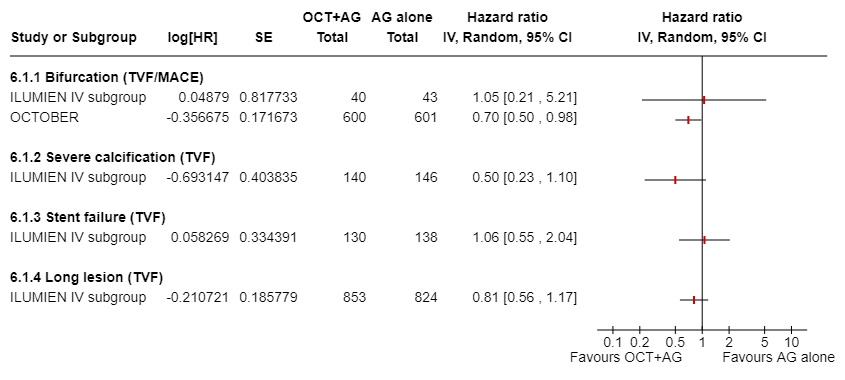 OCT+AG AG alone Hazard ratio Hazard ratio
Study or Subgroup log[HR] SE Total Total IV, Random, 95% CI IV, Random, 95% CI
6.1.1 Bifurcation (TVF/MACE)
ILUMIEN IV subgroup 0.04879 0.817733 40 43 1.05 [0.21 , 5.21]
OCTOBER -0.356675 0.171673 600 601 0.70 [0.50 , 0.98]
6.1.2 Severe calcification (TVF)
ILUMIEN IV subgroup -0.693147 0.403835 140 146 0.50 [0.23 , 1.10]
6.1.3 Stent failure (TVF)
ILUMIEN IV subgroup 0.058269 0.334391 130 138 1.06 [0.55 , 2.04]
6.1.4 Long lesion (TVF)
ILUMIEN IV subgroup -0.210721 0.185779 853 824 0.81 [0.56 , 1.17]
0.1 0.2 0.5 1 2 5 10
Favours OCT+AG Favours AG alone